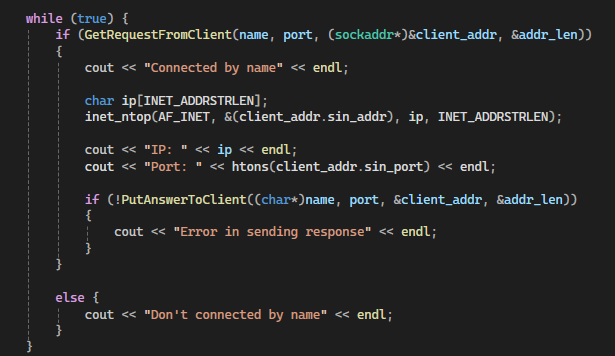 while (true) {
if (GetRequestFromClient(name, port, (sockaddr*)&client_addr, &addr_len))
{
cout << "Connected by name" << endl;
char ip[INET_ADDRSTRLEN];
inet_ntop(AF_INET, &(client_addr.sin_addr), ip, INET_ADDRSTRLEN);
cout << "IP: " << ip << endl;
cout << "Port: " << htons(client_addr.sin_port) << endl;
if (!PutAnswerToClient((char*)name, port, &client_addr, &addr_len))
{
cout << "Error in sending response" << endl;
}
}
else {
cout << "Don't connected by name" << endl;
}
}